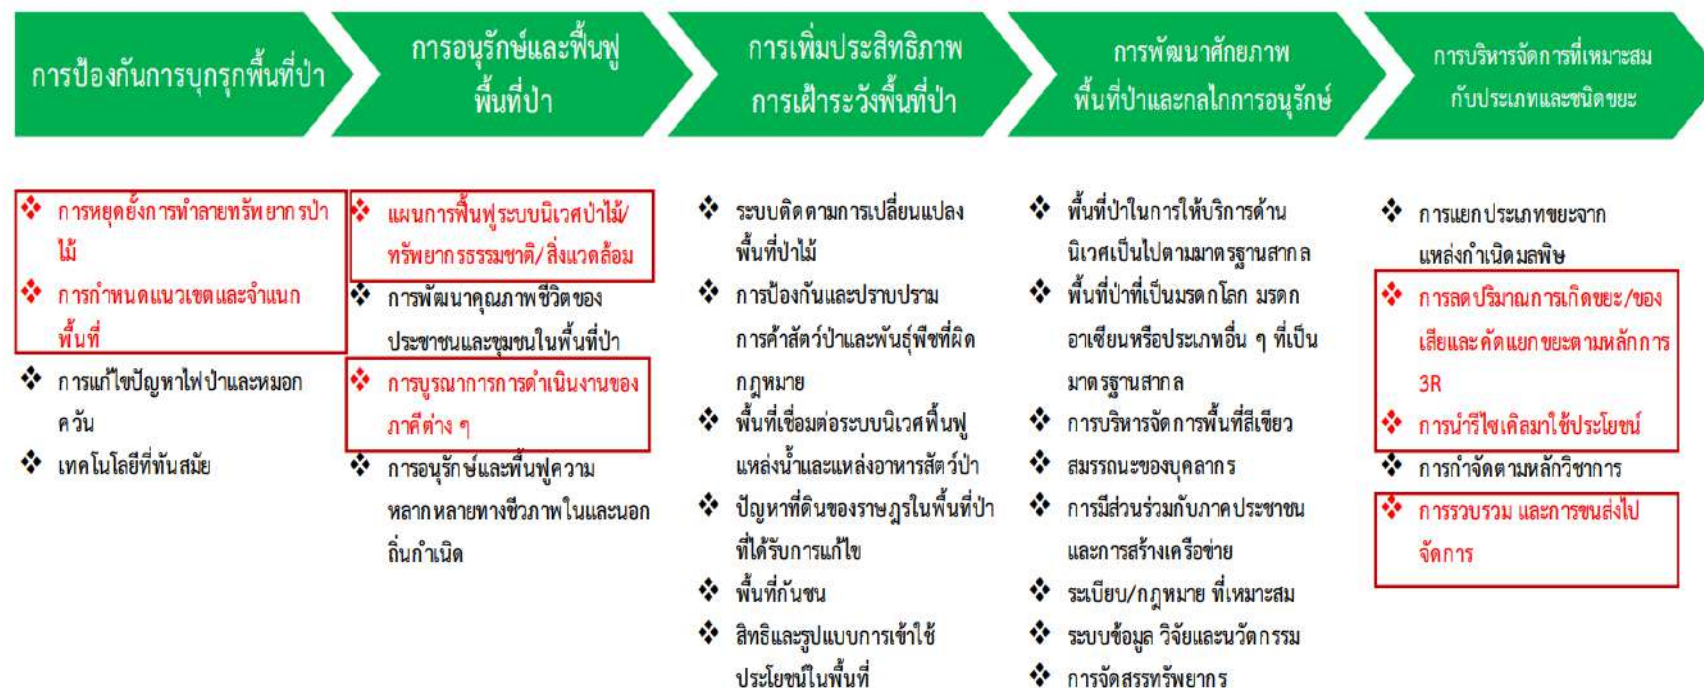 การป้องกันการบุกรุกพื้นที่ป่า
การอนุรักษ์และฟื้นฟู
พื้นที่ป่า
การเพิ่มประสิทธิภาพ
การเฝ้าระวังพื้นที่ป่า
การพัฒนาศักยภาพ
พื้นที่ป่าและกลไกการอนุรักษ์
การบริหารจัดการที่เหมาะสม
กับประเภทและชนิดขยะ
❖ การหยุดยั้งการทำลายทรัพยากรป่า
ไม้
❖ การกำหนดแนวเขตและจำแนก
พื้นที่
❖ การแก้ไขปัญหาไฟป่าและหมอก
ควัน
❖ เทคโนโลยีที่ทันสมัย
❖ แผนการฟื้นฟูระบบนิเวศป่าไม้/
ทรัพยากรธรรมชาติ/สิ่งแวดล้อม
❖ การพัฒนาคุณภาพชีวิตของ
ประชาชนและชุมชนในพื้นที่ป่า
❖ การบูรณาการการดำเนินงานของ
ภาคีต่าง ๆ
❖ การอนุรักษ์และฟื้นฟูความ
หลากหลายทางชีวภาพในและนอก
ถิ่นกำเนิด
❖ ระบบติดตามการเปลี่ยนแปลง
พื้นที่ป่าไม้
❖ การป้องกันและปราบปราม
การค้าสัตว์ป่าและพันธุ์พืชที่ผิด
กฎหมาย
❖ พื้นที่เชื่อมต่อระบบนิเวศฟื้นฟู
แหล่งน้ำและแหล่งอาหารสัตว์ป่า
❖ ปัญหาที่ดินของราษฎรในพื้นที่ป่า
ที่ได้รับการแก้ไข
❖ พื้นที่กันชน
❖ สิทธิและรูปแบบการเข้าใช้
ประโยชน์ในพื้นที่
❖ พื้นที่ป่าในการให้บริการด้าน
นิเวศเป็นไปตามมาตรฐานสากล
❖ พื้นที่ป่าที่เป็นมรดกโลก มรดก
อาเซียนหรือประเภทอื่น ๆ ที่เป็น
มาตรฐานสากล
❖ การบริหารจัดการพื้นที่สีเขียว
❖ สมรรถนะของบุคลากร
❖ การมีส่วนร่วมกับภาคประชาชน
และการสร้างเครือข่าย
❖ ระเบียบ/กฎหมาย ที่เหมาะสม
❖ ระบบข้อมูล วิจัยและนวัตกรรม
❖ การจัดสรรทรัพยากร
❖ การแยกประเภทขยะจาก
แหล่งกำเนิดมลพิษ
❖ การลดปริมาณการเกิดขยะ/ของ
เสียและคัดแยกขยะตามหลักการ
3R
❖ การนำรีไซเคิลมาใช้ประโยชน์
❖ การกำจัดตามหลักวิชาการ
❖ การรวบรวม และการขนส่งไป
จัดการ